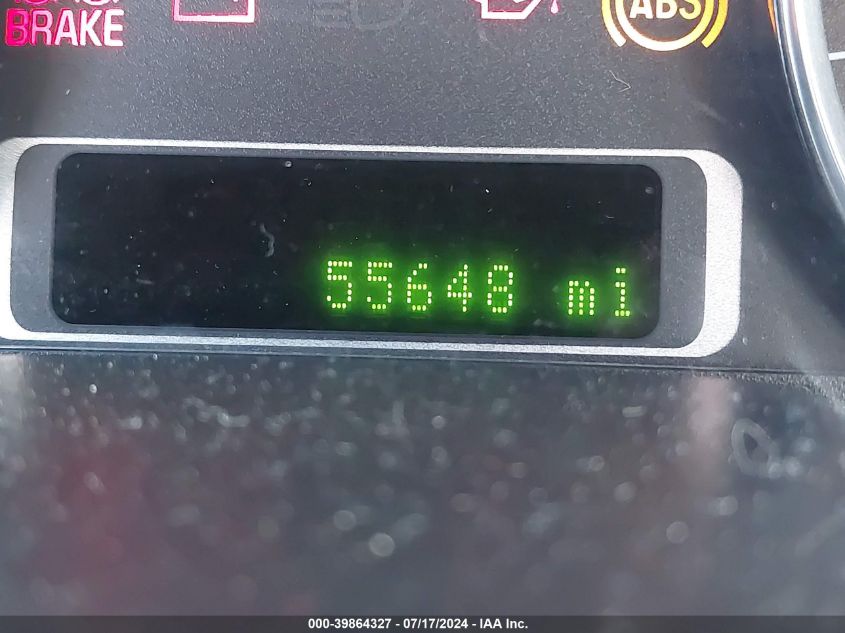 BRAKE
ABS
55648 mi
000-39864327 - 07/17/2024 - IAA Inc.